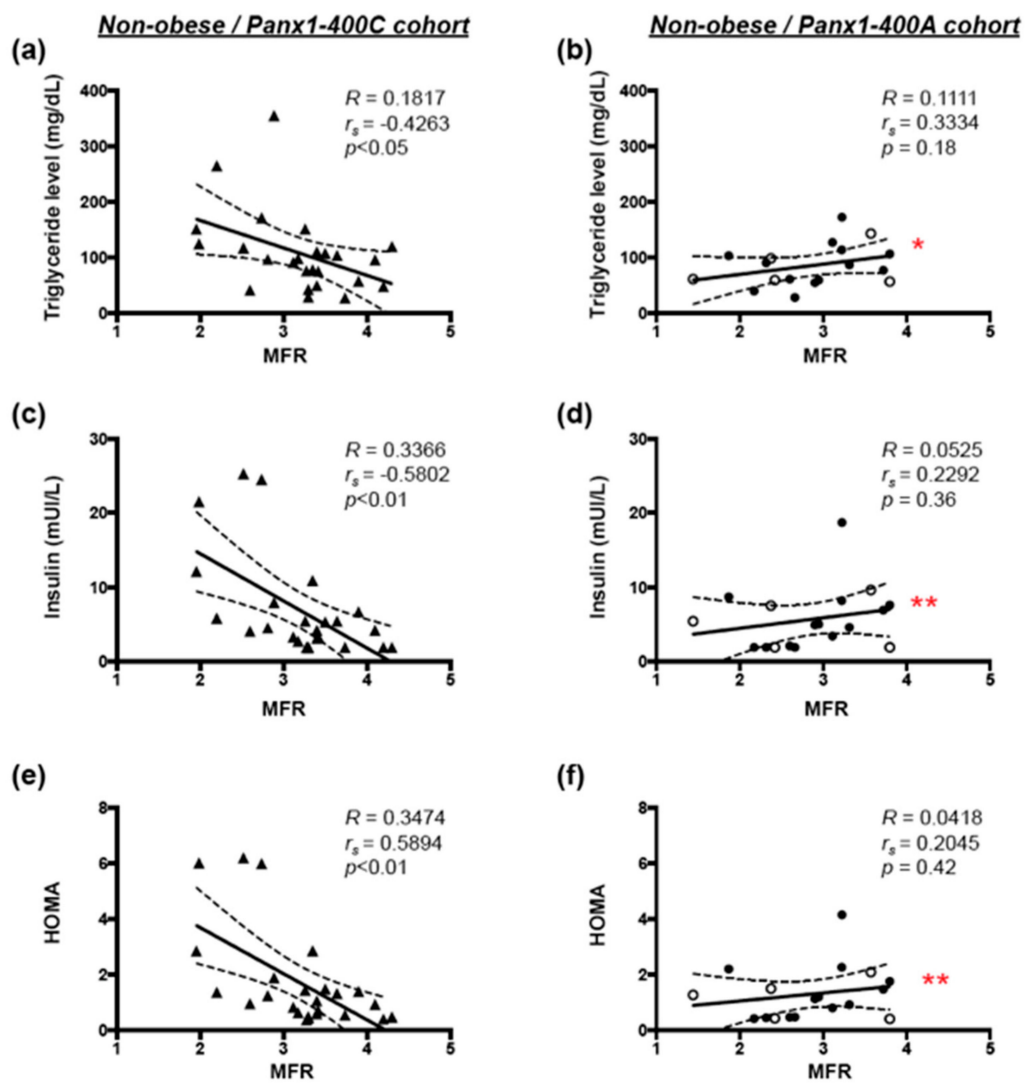 Non-obese / Panx1-400C cohort
Non-obese / Panx1-400A cohort
(a)
Triglyceride level (mg/dL)
400
300
200
100
0
R = 0.1817
rs = -0.4263
p<0.05
1 2 3 4 5
MFR
(b)
Triglyceride level (mg/dL)
400
300
200
100
0
R = 0.1111
rs = 0.3334
p = 0.18
*
1 2 3 4 5
MFR
(c)
Insulin (mUI/L)
30
20
10
0
R = 0.3366
rs = -0.5802
p<0.01
1 2 3 4 5
MFR
(d)
Insulin (mUI/L)
30
20
10
0
R = 0.0525
rs = 0.2292
p = 0.36
**
1 2 3 4 5
MFR
(e)
HOMA
8
6
4
2
0
R = 0.3474
rs = 0.5894
p<0.01
1 2 3 4 5
MFR
(f)
HOMA
8
6
4
2
0
R = 0.0418
rs = 0.2045
p = 0.42
**
1 2 3 4 5
MFR